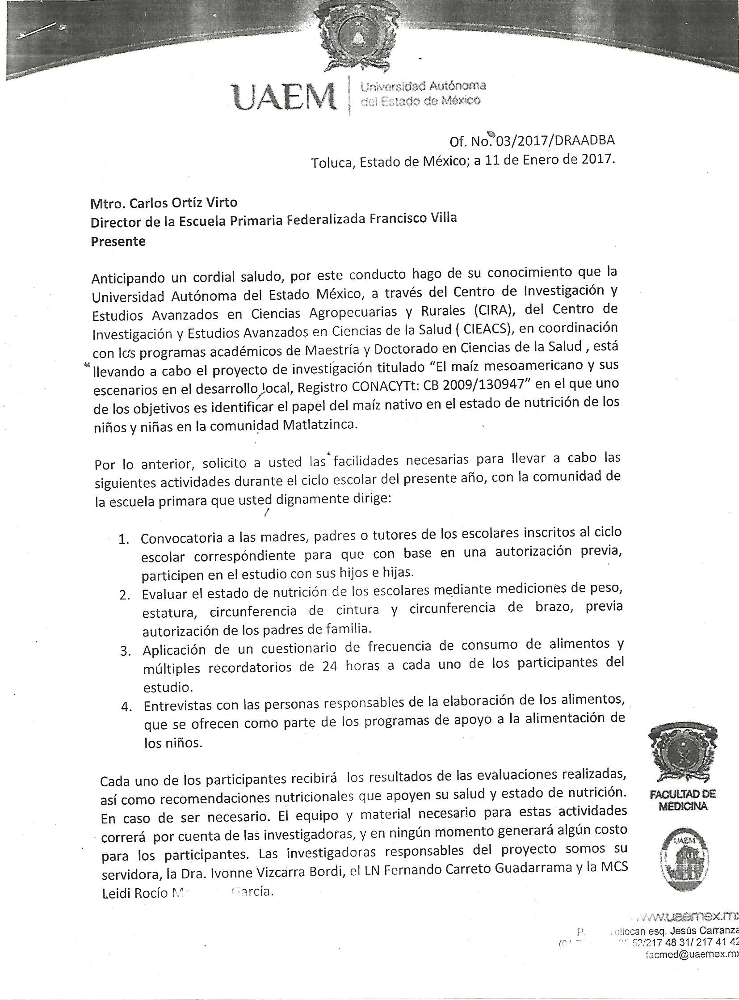 UAEM
Universidad Autónoma
del Estado de México
Of. No. 03/2017/DRAADBA
Toluca, Estado de México; a 11 de Enero de 2017.
Mtro. Carlos Ortíz Virto
Director de la Escuela Primaria Federalizada Francisco Villa
Presente
Anticipando un cordial saludo, por este conducto hago de su conocimiento que la
Universidad Autónoma del Estado México, a través del Centro de Investigación y
Estudios Avanzados en Ciencias Agropecuarias y Rurales (CIRA), del Centro de
Investigación y Estudios Avanzados en Ciencias de la Salud ( CIEACS), en coordinación
con los programas académicos de Maestría y Doctorado en Ciencias de la Salud , está
llevando a cabo el proyecto de investigación titulado “El maíz mesoamericano y sus
escenarios en el desarrollo local, Registro CONACYTt: CB 2009/130947” en el que uno
de los objetivos es identificar el papel del maíz nativo en el estado de nutrición de los
niños y niñas en la comunidad Matlatzinca.
Por lo anterior, solicito a usted las facilidades necesarias para llevar a cabo las
siguientes actividades durante el ciclo escolar del presente año, con la comunidad de
la escuela primara que usted dignamente dirige:
1. Convocatoria a las madres, padres o tutores de los escolares inscritos al ciclo
escolar correspondiente para que con base en una autorización previa,
participen en el estudio con sus hijos e hijas.
2. Evaluar el estado de nutrición de los escolares mediante mediciones de peso,
estatura, circunferencia de cintura y circunferencia de brazo, previa
autorización de los padres de familia.
3. Aplicación de un cuestionario de frecuencia de consumo de alimentos y
múltiples recordatorios de 24 horas a cada uno de los participantes del
estudio.
4. Entrevistas con las personas responsables de la elaboración de los alimentos,
que se ofrecen como parte de los programas de apoyo a la alimentación de
los niños.
Cada uno de los participantes recibirá los resultados de las evaluaciones realizadas,
así como recomendaciones nutricionales que apoyen su salud y estado de nutrición.
En caso de ser necesario. El equipo y material necesario para estas actividades
correrá por cuenta de las investigadoras, y en ningún momento generará algún costo
para los participantes. Las investigadoras responsables del proyecto somos su
servidora, la Dra. Ivonne Vizcarra Bordi, el LN Fernando Carreto Guadarrama y la MCS
Leidi Rocío García.
FACULTAD DE
MEDICINA
UAEM
www.uaemex.mx
esq. Jesús Carranza
52/217 48 31/ 217 41 42
facmed@uaemex.mx